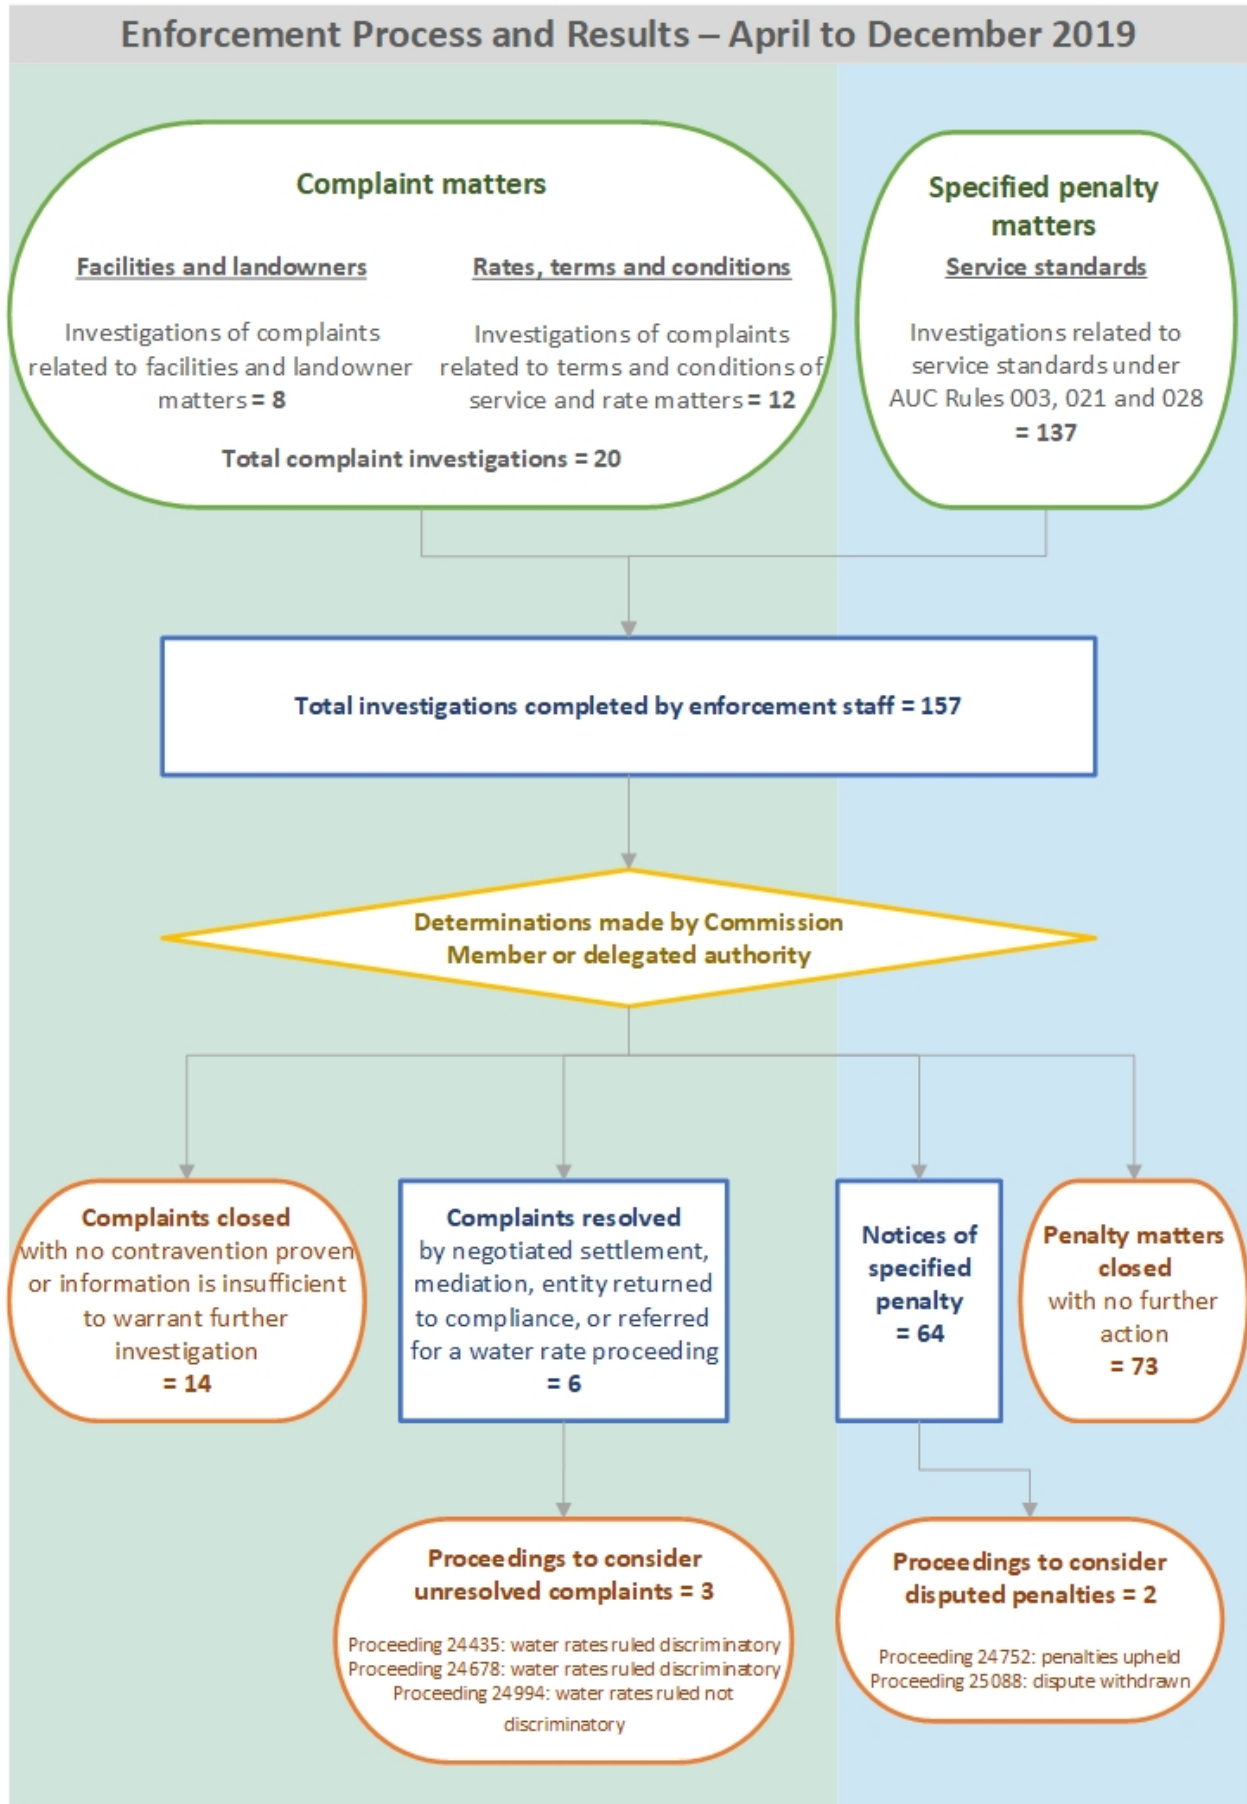 Enforcement Process and Results – April to December 2019
Complaint matters
Facilities and landowners
Investigations of complaints
related to facilities and landowner
matters = 8
Rates, terms and conditions
Investigations of complaints
related to terms and conditions of
service and rate matters = 12
Total complaint investigations = 20
Specified penalty
matters
Service standards
Investigations related to
service standards under
AUC Rules 003, 021 and 028
= 137
Total investigations completed by enforcement staff = 157
Determinations made by Commission
Member or delegated authority
Complaints closed
with no contravention proven
or information is insufficient
to warrant further
investigation
= 14
Complaints resolved
by negotiated settlement,
mediation, entity returned
to compliance, or referred
for a water rate proceeding
= 6
Notices of
specified
penalty
= 64
Penalty matters
closed
with no further
action
= 73
Proceedings to consider
unresolved complaints = 3
Proceeding 24435: water rates ruled discriminatory
Proceeding 24678: water rates ruled discriminatory
Proceeding 24994: water rates ruled not
discriminatory
Proceedings to consider
disputed penalties = 2
Proceeding 24752: penalties upheld
Proceeding 25088: dispute withdrawn